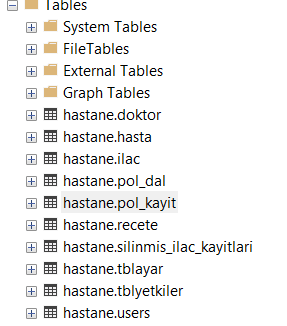 Tables
System Tables
FileTables
External Tables
Graph Tables
hastane.doktor
hastane.hasta
hastane.ilac
hastane.pol_dal
hastane.pol_kayit
hastane.recete
hastane.silinmis_ilac_kayitlari
hastane.tblayar
hastane.tblyetkiler
hastane.users